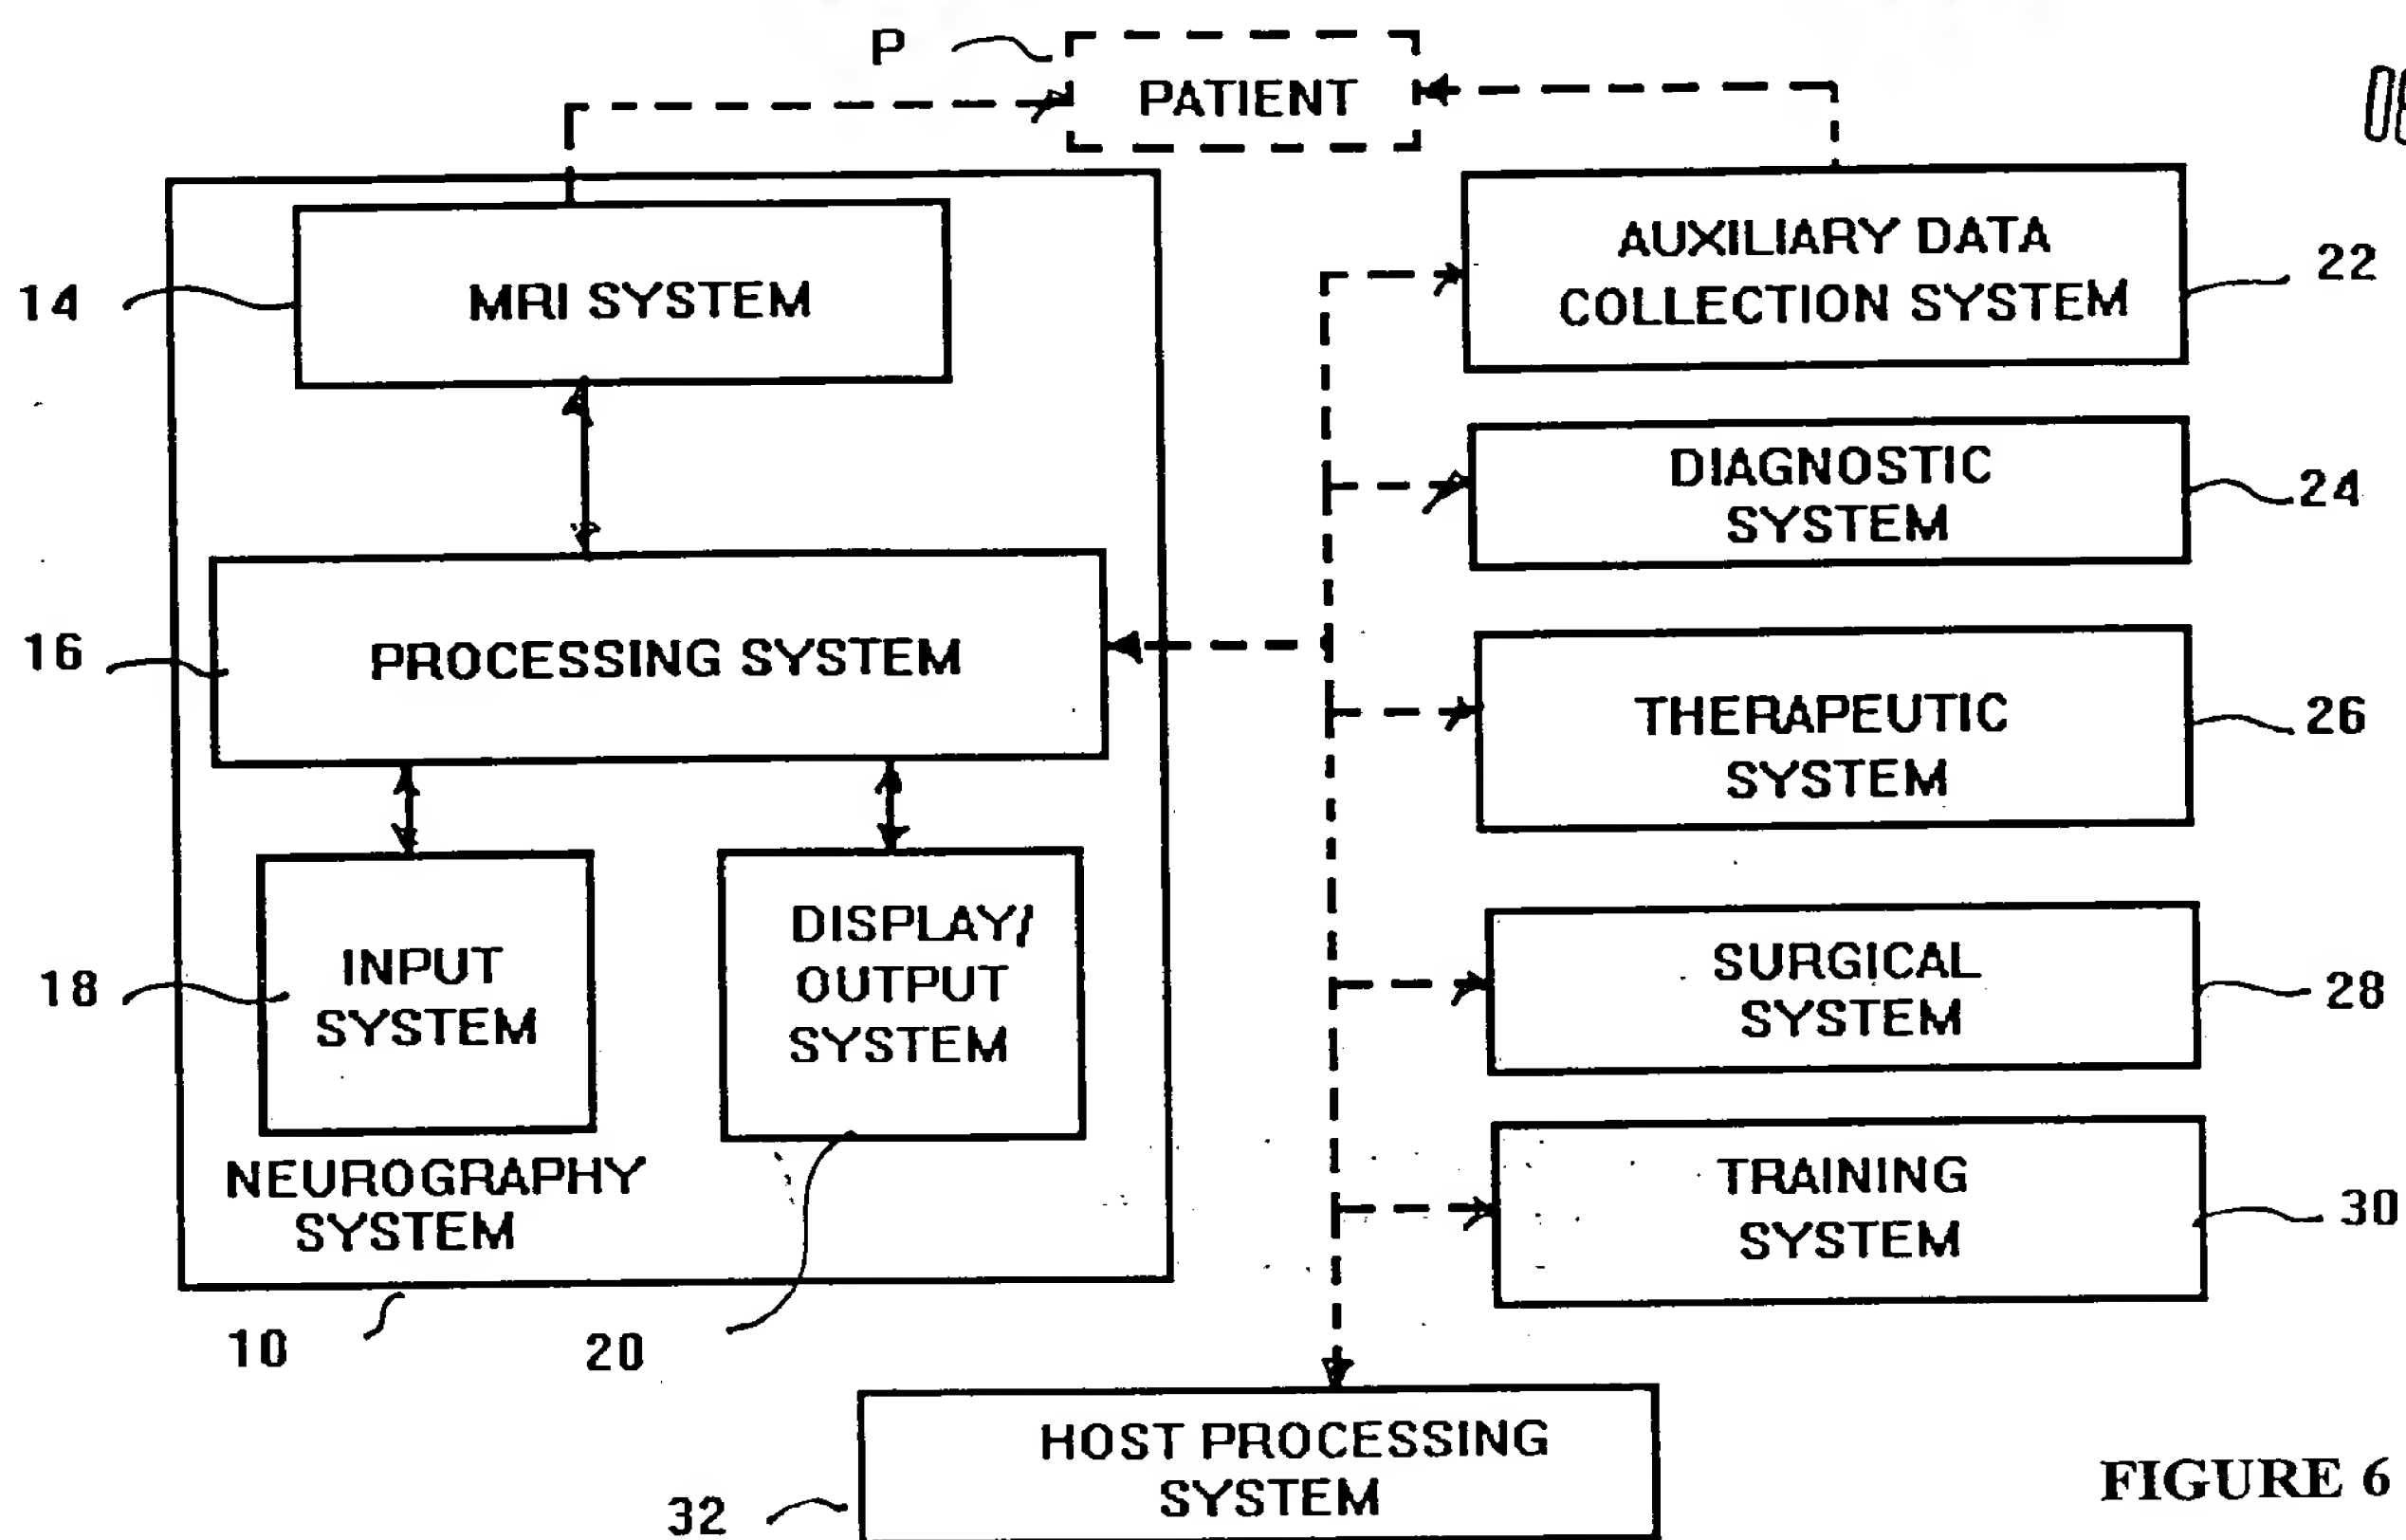 P
PATIENT
14
MRI SYSTEM
16
PROCESSING SYSTEM
18
INPUT
SYSTEM
DISPLAY/
OUTPUT
SYSTEM
NEUROGRAPHY
SYSTEM
10
20
AUXILIARY DATA
COLLECTION SYSTEM
22
DIAGNOSTIC
SYSTEM
24
THERAPEUTIC
SYSTEM
26
SURGICAL
SYSTEM
28
TRAINING
SYSTEM
30
HOST PROCESSING
SYSTEM
32
FIGURE 6